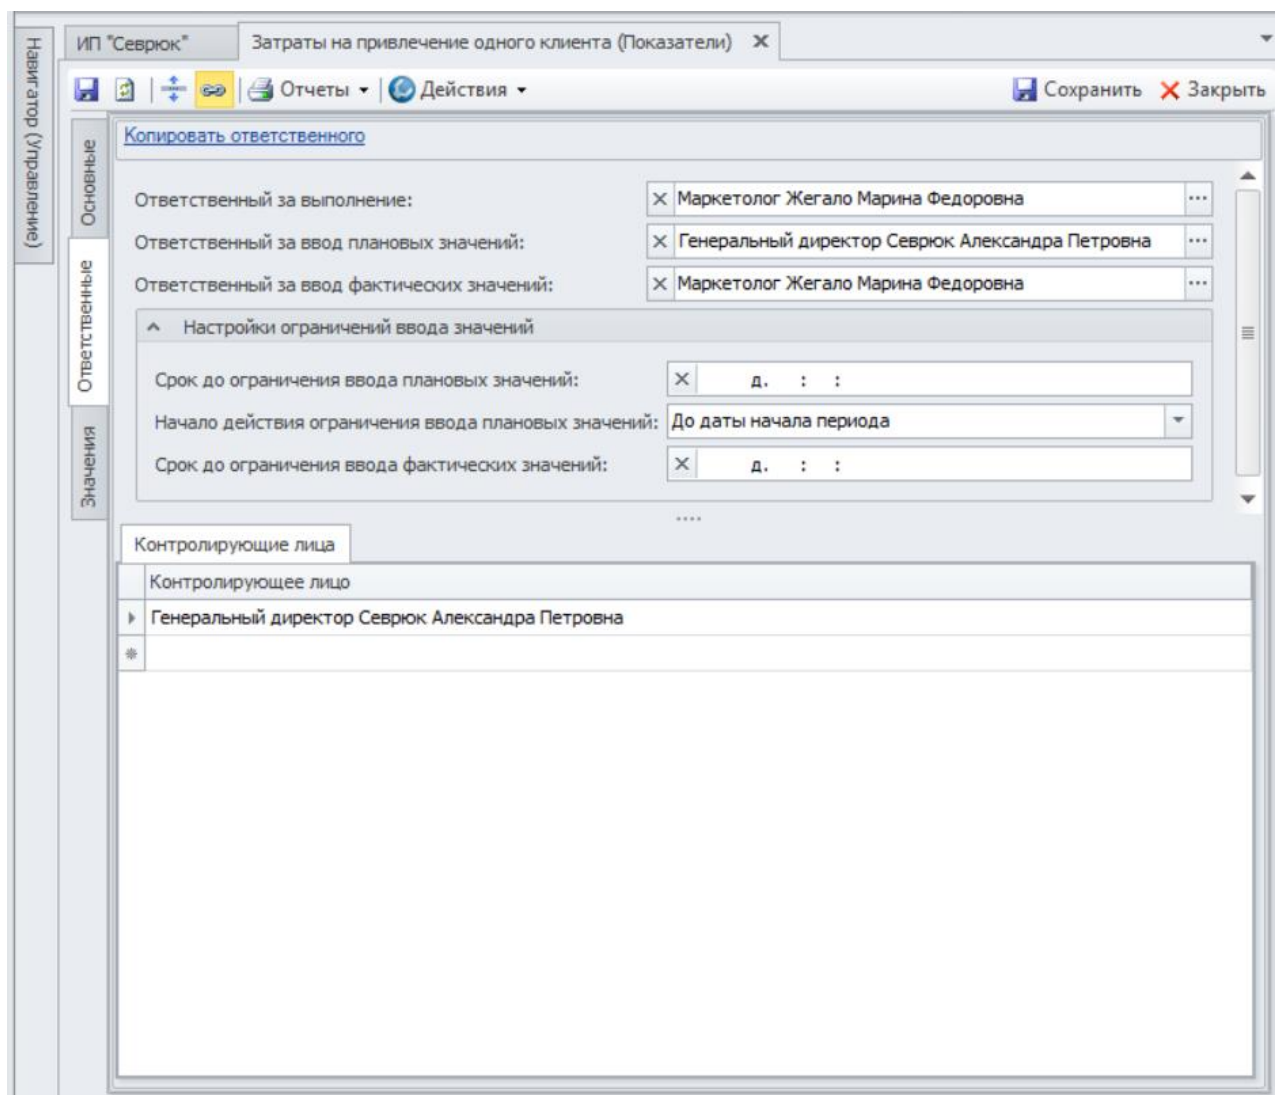 Навигатор (Управление)
ИП "Севрюк" Затраты на привлечение одного клиента (Показатели)
Отчеты Действия Сохранить Закрыть
Основные
Ответственные
Значения
Копировать ответственного
Ответственный за выполнение: Маркетолог Жегало Марина Федоровна ...
Ответственный за ввод плановых значений: Генеральный директор Севрюк Александра Петровна ...
Ответственный за ввод фактических значений: Маркетолог Жегало Марина Федоровна ...
Настройки ограничений ввода значений
Срок до ограничения ввода плановых значений: д. : :
Начало действия ограничения ввода плановых значений: До даты начала периода
Срок до ограничения ввода фактических значений: д. : :
Контролирующие лица
Контролирующее лицо
Генеральный директор Севрюк Александра Петровна